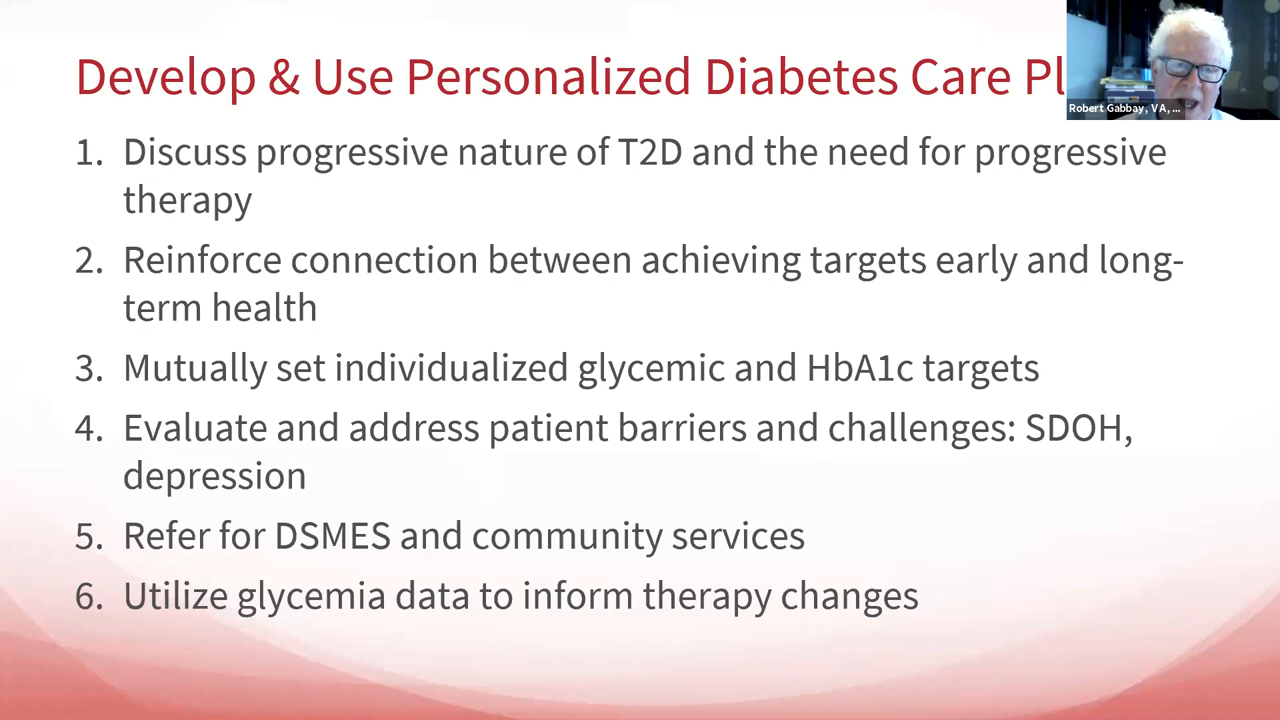 Develop & Use Personalized Diabetes Care Pl
Robert Gabbay, VA, ...
1. Discuss progressive nature of T2D and the need for progressive
therapy
2. Reinforce connection between achieving targets early and long-
term health
3. Mutually set individualized glycemic and HbA1c targets
4. Evaluate and address patient barriers and challenges: SDOH,
depression
5. Refer for DSMES and community services
6. Utilize glycemia data to inform therapy changes